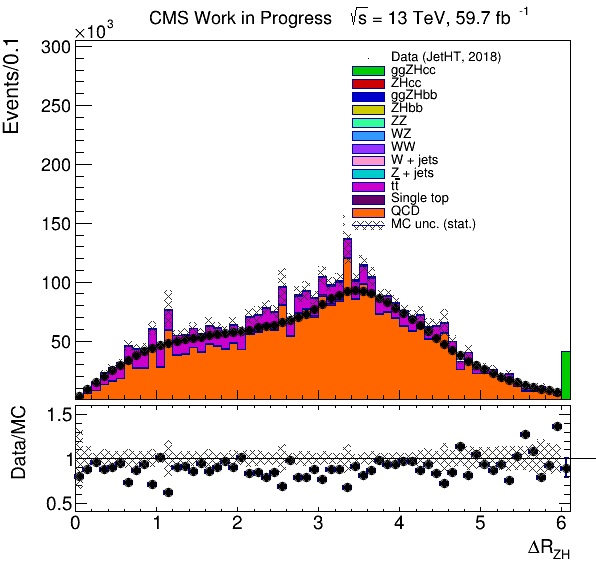 CMS Work in Progress √s = 13 TeV, 59.7 fb⁻¹
×10³
Events/0.1
300
250
200
150
100
50
Data (JetHT, 2018)
ggZHcc
ZHcc
ggZHbb
ZHbb
ZZ
WZ
WW
W + jets
Z + jets
tt̄
Single top
QCD
MC unc. (stat.)
Data/MC
1.5
1
0.5
0 1 2 3 4 5 6
ΔR_ZH